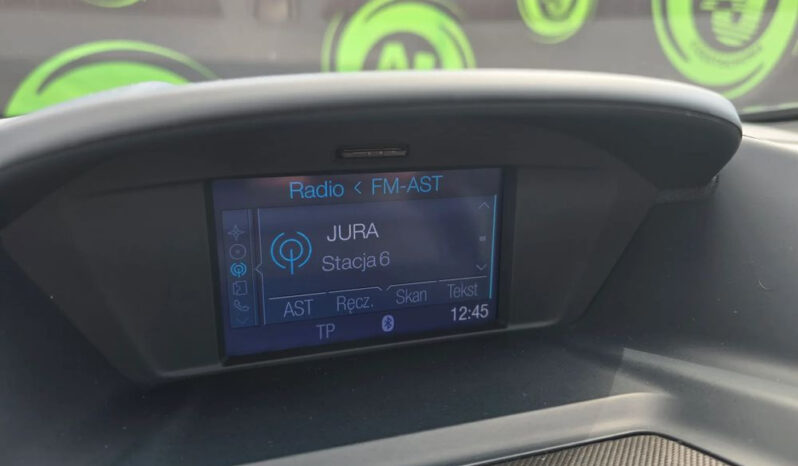 Radio < FM-AST
JURA
Stacja 6
AST Ręcz. Skan Tekst
TP 12:45